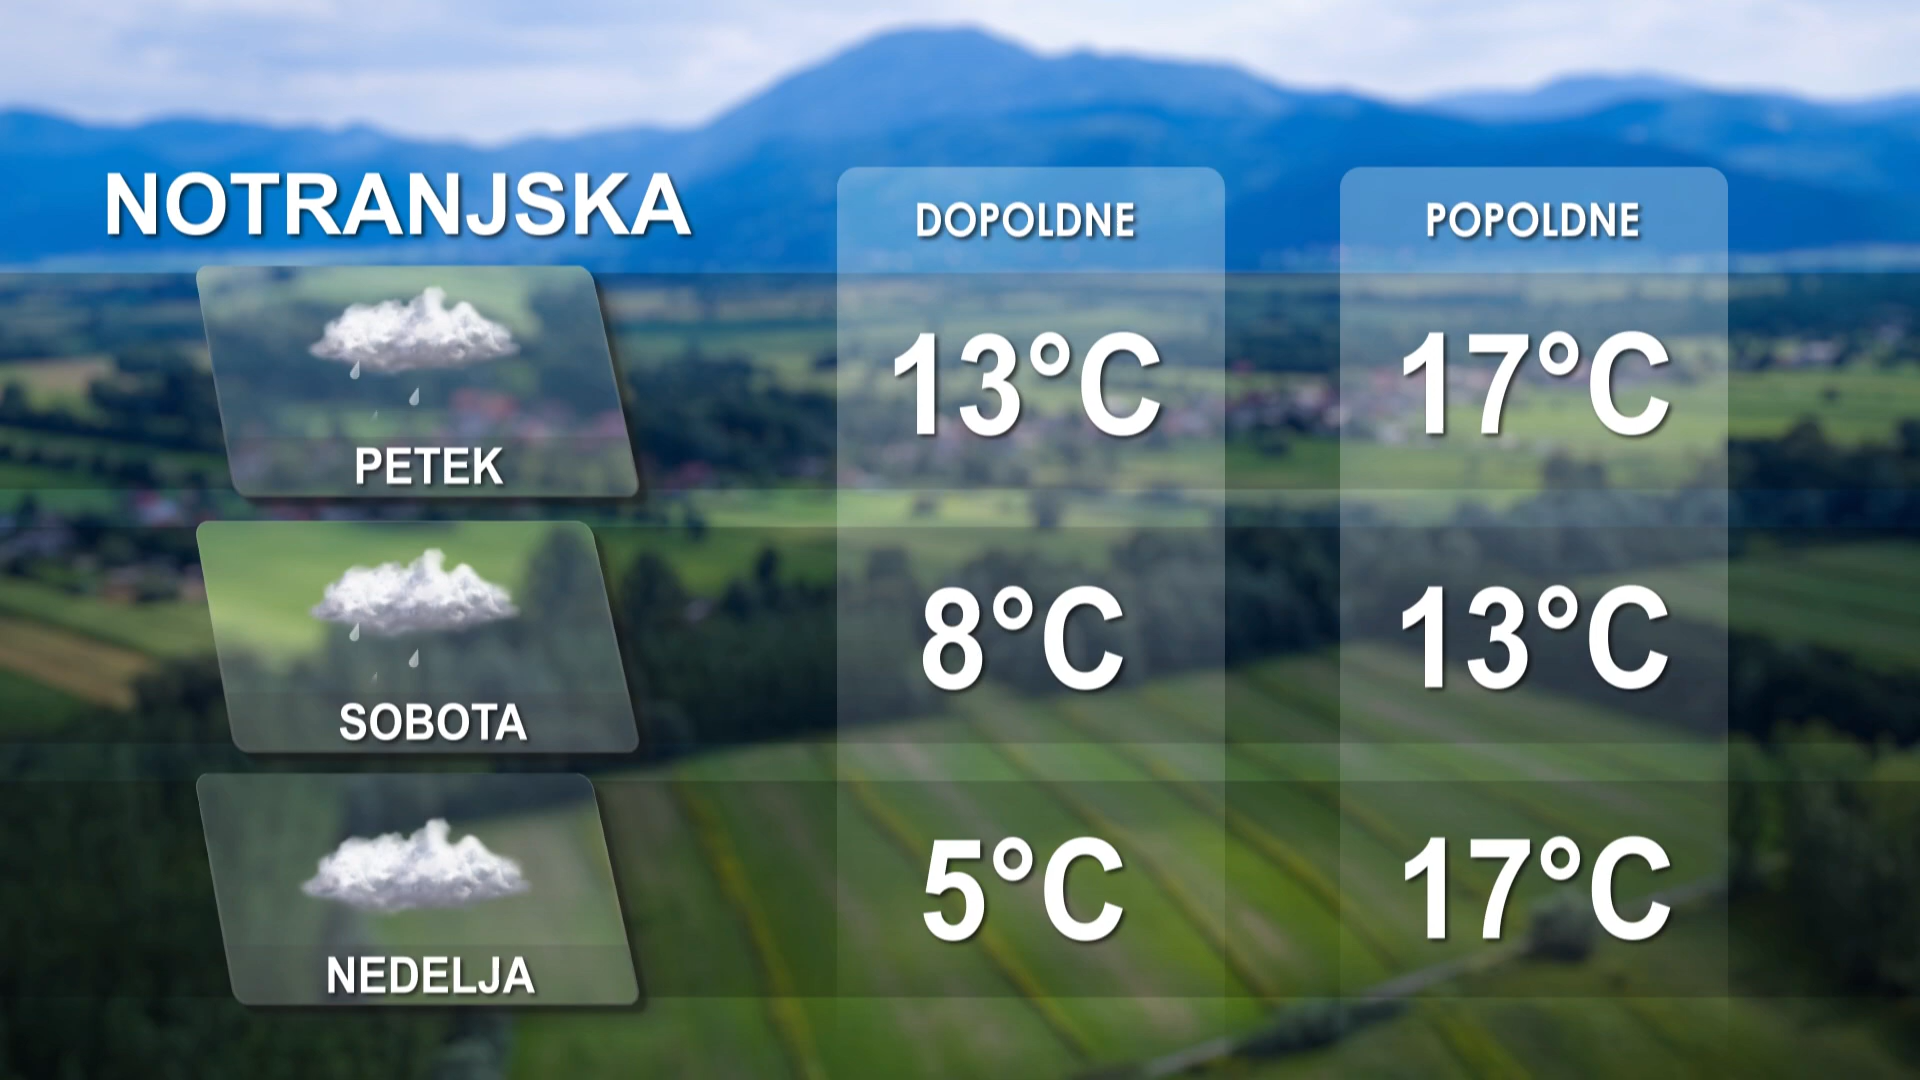 NOTRANJSKA
DOPOLDNE
POPOLDNE
PETEK
13°C
17°C
SOBOTA
8°C
13°C
NEDELJA
5°C
17°C